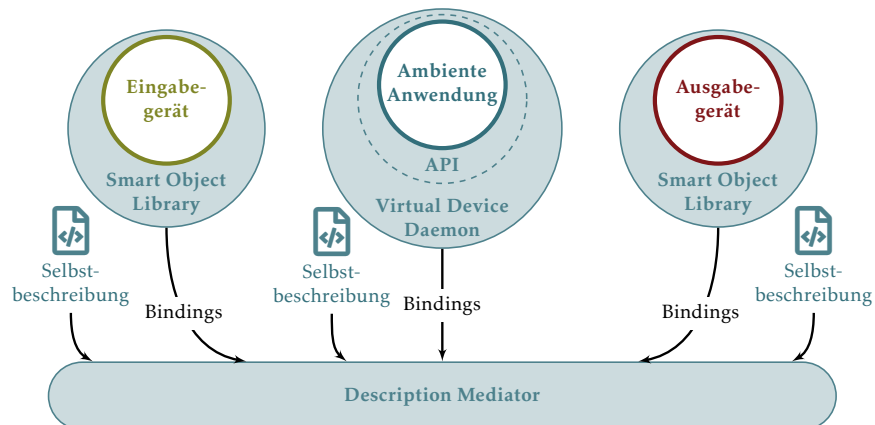 Eingabe-
gerät
Smart Object
Library
Ambiente
Anwendung
API
Virtual Device
Daemon
Ausgabe-
gerät
Smart Object
Library
Selbst-
beschreibung
Bindings
Selbst-
beschreibung
Bindings
Bindings
Selbst-
beschreibung
Description Mediator